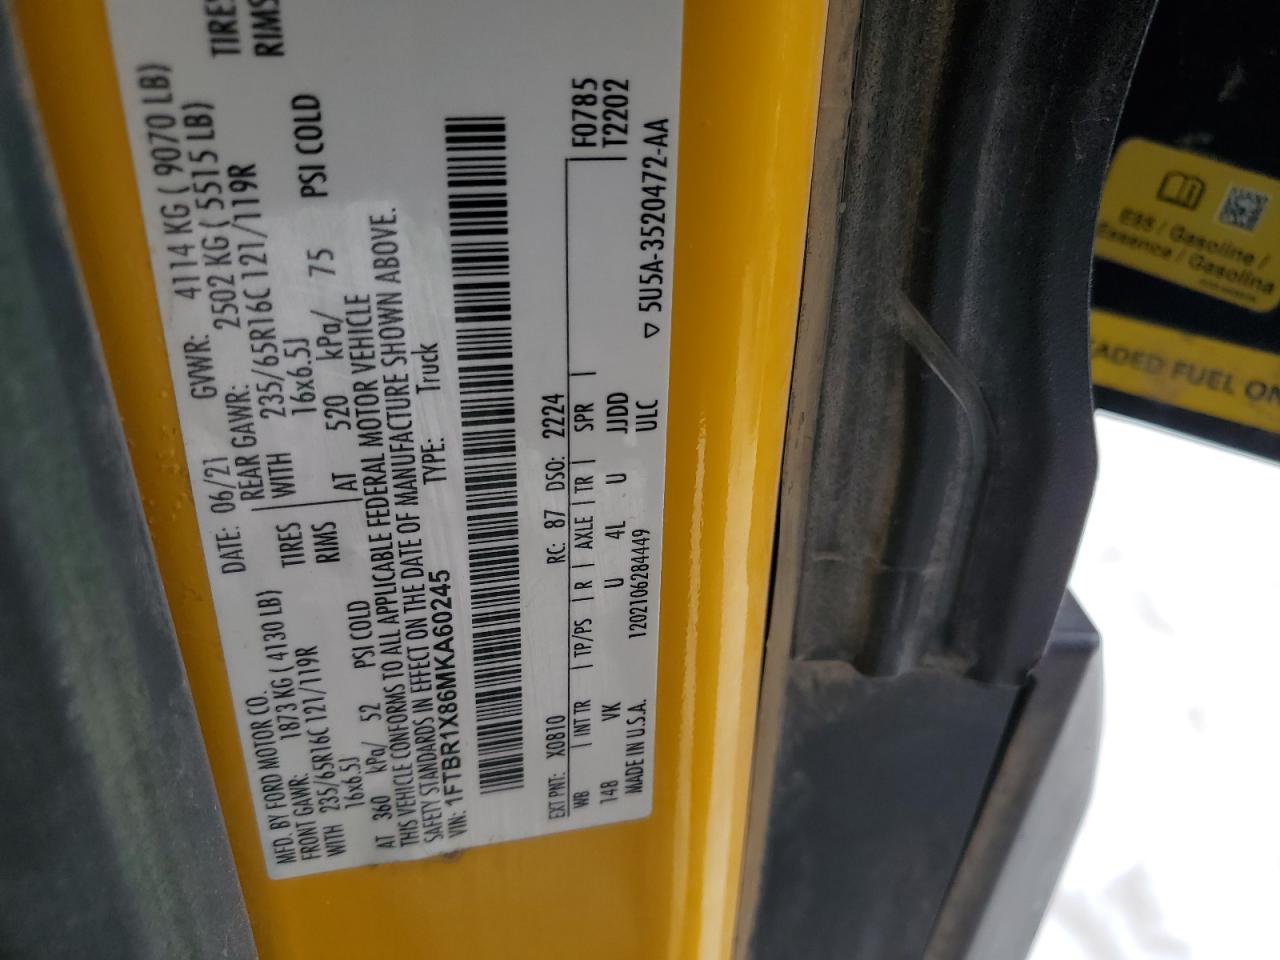 MFD. BY FORD MOTOR CO.
DATE: 06/21 GVWR: 4114 KG ( 9070 LB)
FRONT GAWR: 1873 KG ( 4130 LB)
REAR GAWR: 2502 KG ( 5515 LB)
WITH 235/65R16C 121/119R TIRES
WITH 235/65R16C 121/119R TIRES
16x6.5J RIMS
16x6.5J RIMS
AT 360 kPa/ 52 PSI COLD
AT 520 kPa/ 75 PSI COLD
THIS VEHICLE CONFORMS TO ALL APPLICABLE FEDERAL MOTOR VEHICLE
SAFETY STANDARDS IN EFFECT ON THE DATE OF MANUFACTURE SHOWN ABOVE.
VIN: 1FTBR1X86MKA60245 TYPE: Truck
EXT PNT: X0810 RC: 87 DSO: 2224 F0785
WB INT TR TP/PS R AXLE TR SPR T2202
148 VK U 4L U JJDD
MADE IN U.S.A. 120210628449 ULC ▽ 5U5A-3520472-AA
E85 / Gasoline /
Essence / Gasolina
ADED FUEL ON